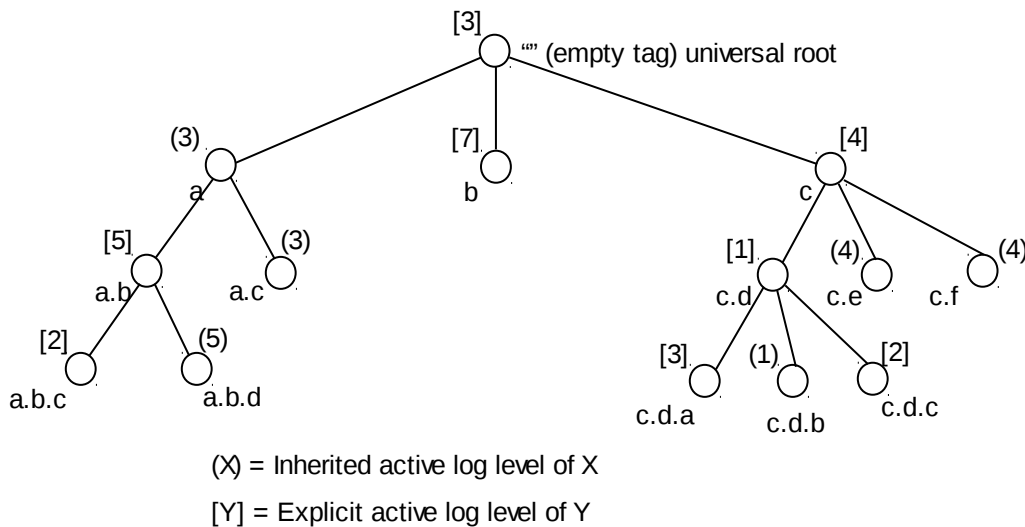 [3]
“” (empty tag) universal root
(3)
a
[7]
b
[4]
c
[5]
a.b
(3)
a.c
[1]
c.d
(4)
c.e
(4)
c.f
[2]
a.b.c
(5)
a.b.d
[3]
c.d.a
(1)
c.d.b
[2]
c.d.c
(X) = Inherited active log level of X
[Y] = Explicit active log level of Y